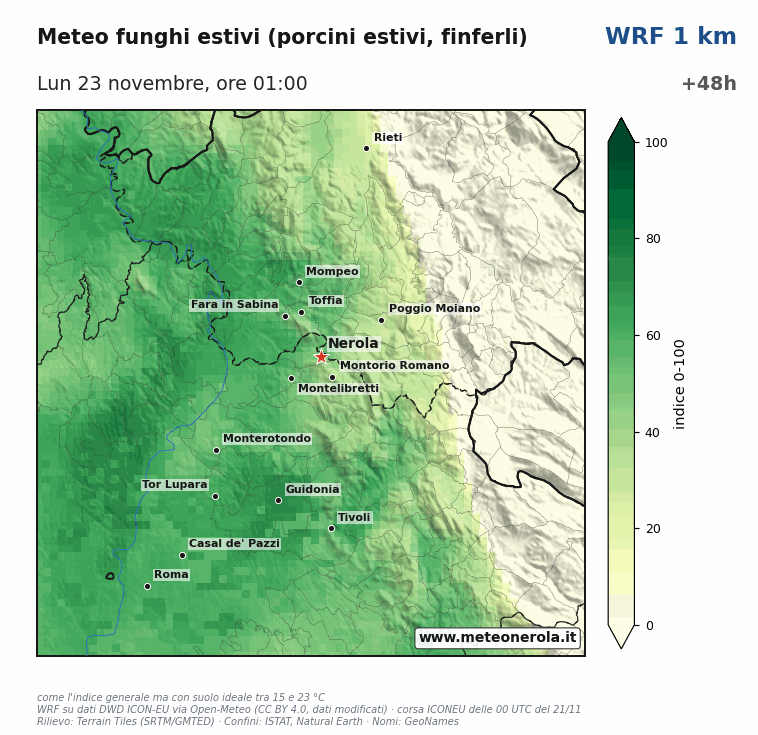 Meteo funghi estivi (porcini estivi, finferli)
WRF 1 km
Lun 23 novembre, ore 01:00
+48h
Rieti
Mompeo
Fara in Sabina
Toffia
Poggio Moiano
Nerola
Montorio Romano
Montelibretti
Monterotondo
Tor Lupara
Guidonia
Tivoli
Casal de' Pazzi
Roma
www.meteonerola.it
100
80
60
40
20
0
indice 0-100
come l'indice generale ma con suolo ideale tra 15 e 23 °C
WRF su dati DWD ICON-EU via Open-Meteo (CC BY 4.0, dati modificati) · corsa ICONEU delle 00 UTC del 21/11
Rilievo: Terrain Tiles (SRTM/GMTED) · Confini: ISTAT, Natural Earth · Nomi: GeoNames